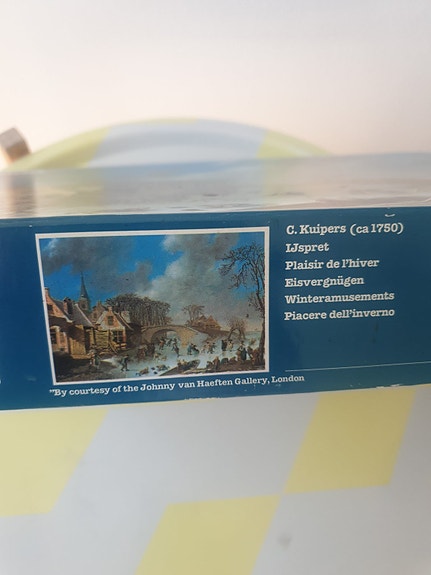 C. Kuipers (ca 1750)
IJspret
Plaisir de l'hiver
Eisvergnügen
Winteramusements
Piacere dell'inverno
"By courtesy of the Johnny van Haeften Gallery, London